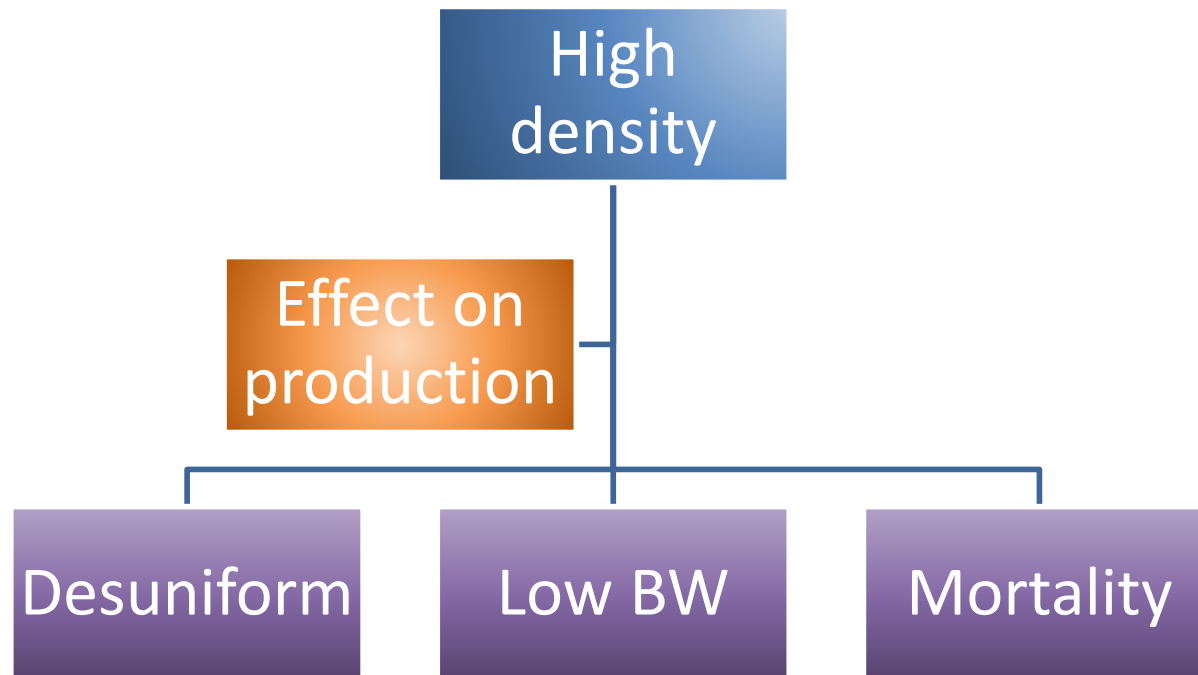 High
density
Effect on
production
Desuniform
Low BW
Mortality